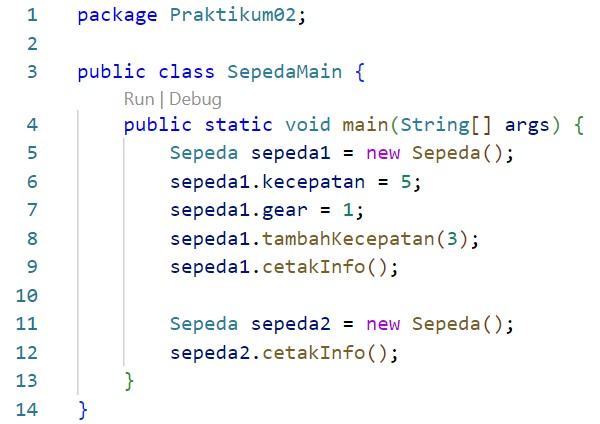 1 package Praktikum02;
2
3 public class SepedaMain {
Run | Debug
4     public static void main(String[] args) {
5         Sepeda sepeda1 = new Sepeda();
6         sepeda1.kecepatan = 5;
7         sepeda1.gear = 1;
8         sepeda1.tambahKecepatan(3);
9         sepeda1.cetakInfo();
10
11         Sepeda sepeda2 = new Sepeda();
12         sepeda2.cetakInfo();
13     }
14 }